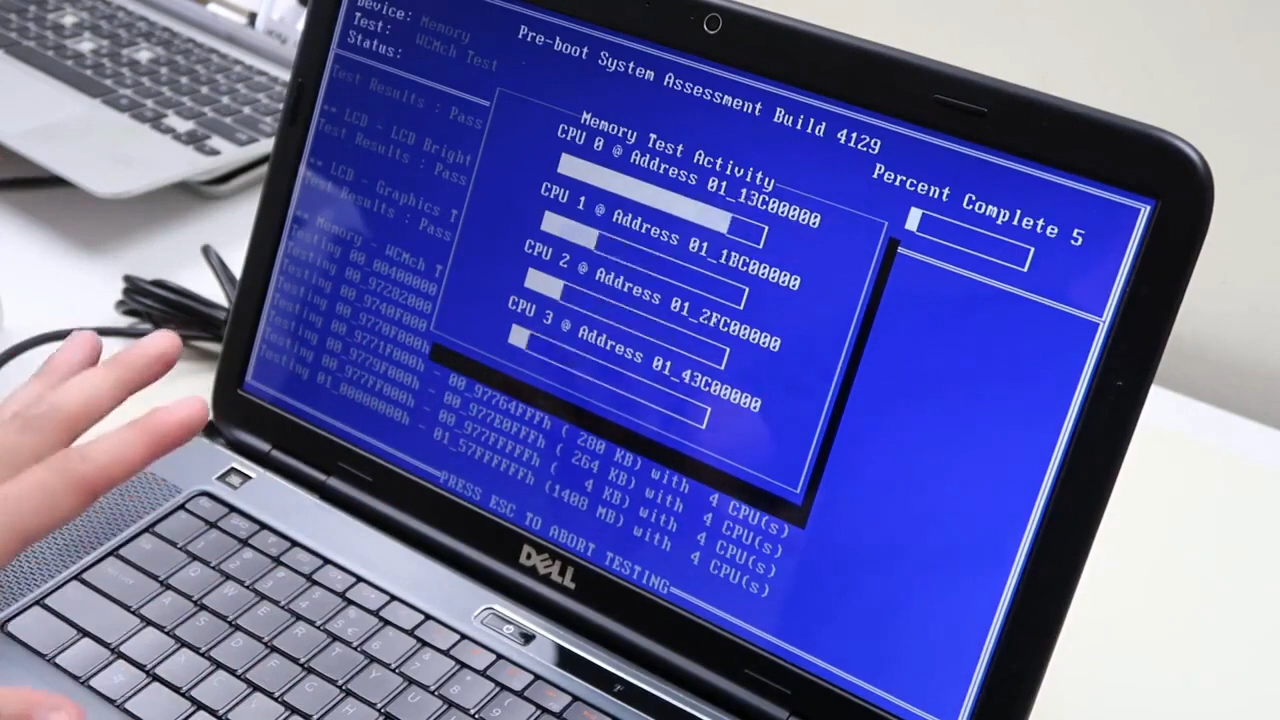 Device: Memory
Test: WCMch Test
Status:
Pre-boot System Assessment Build 4129
Percent Complete 5
Test Results : Pass
** LCD - LCD Bright
Test Results : Pass
** LCD - Graphics T
Test Results : Pass
** Memory - WCMch T
Testing 00_00400000
Testing 00_97202000
Testing 00_9740F000
Testing 00_9770F000h
Testing 00_9771F000h - 00_97764FFFh ( 280 KB) with 4 CPU(s)
Testing 00_9779F000h - 00_977E0FFFh ( 264 KB) with 4 CPU(s)
Testing 00_977FF000h - 00_977FFFFFh ( 4 KB) with 4 CPU(s)
Testing 01_00000000h - 01_57FFFFFFh (1408 MB) with 4 CPU(s)
Memory Test Activity
CPU 0 @ Address 01_13C00000
CPU 1 @ Address 01_1BC00000
CPU 2 @ Address 01_2FC00000
CPU 3 @ Address 01_43C00000
PRESS ESC TO ABORT TESTING
DELL